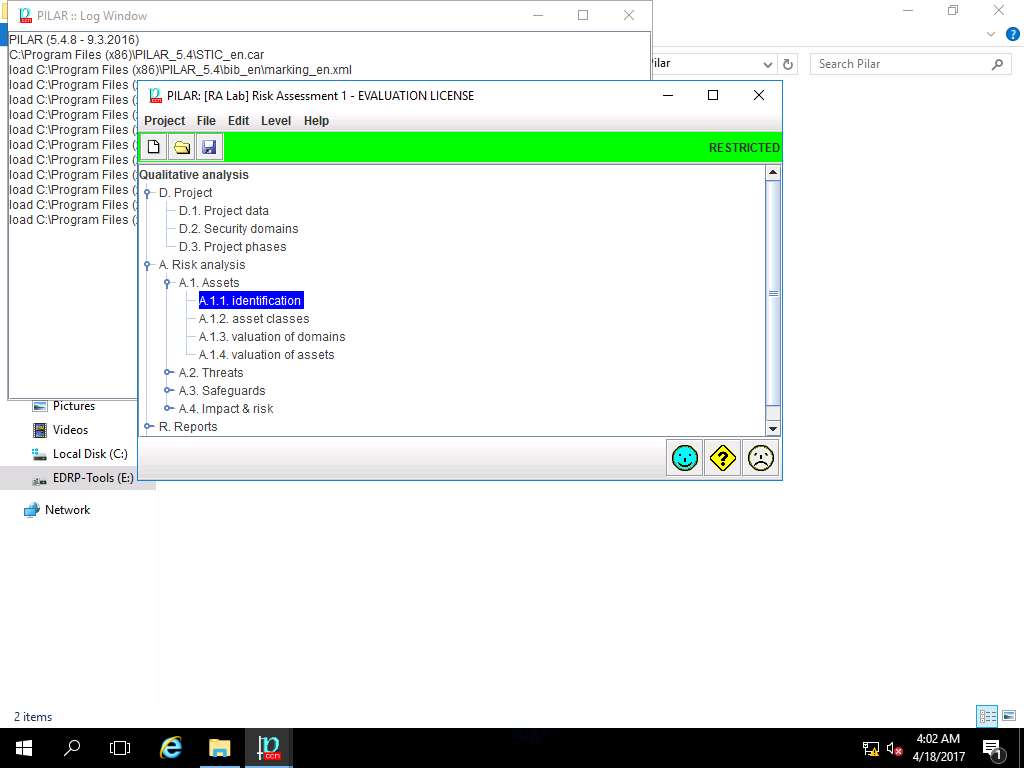 PILAR :: Log Window
PILAR (5.4.8 - 9.3.2016)
C:\Program Files (x86)\PILAR_5.4\STIC_en.car
load C:\Program Files (x86)\PILAR_5.4\bib_en\marking_en.xml
load C:\Program Files (
load C:\Program Files (
load C:\Program Files (
load C:\Program Files (
load C:\Program Files (
load C:\Program Files (
load C:\Program Files (
load C:\Program Files (
load C:\Program Files (
load C:\Program Files (
Pilar
Search Pilar
PILAR: [RA Lab] Risk Assessment 1 - EVALUATION LICENSE
Project File Edit Level Help
RESTRICTED
Qualitative analysis
D. Project
D.1. Project data
D.2. Security domains
D.3. Project phases
A. Risk analysis
A.1. Assets
A.1.1. identification
A.1.2. asset classes
A.1.3. valuation of domains
A.1.4. valuation of assets
A.2. Threats
A.3. Safeguards
A.4. Impact & risk
R. Reports
Pictures
Videos
Local Disk (C:)
EDRP-Tools (E:)
Network
2 items
4:02 AM
4/18/2017
1